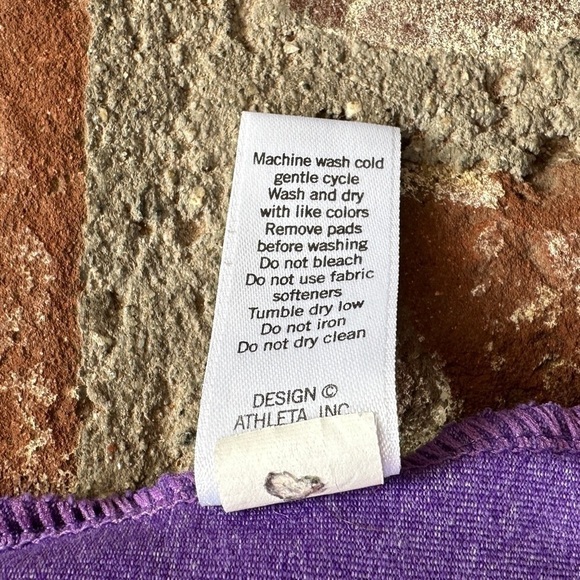 Machine wash cold
gentle cycle
Wash and dry
with like colors
Remove pads
before washing
Do not bleach
Do not use fabric
softeners
Tumble dry low
Do not iron
Do not dry clean
DESIGN ©
ATHLETA, INC.